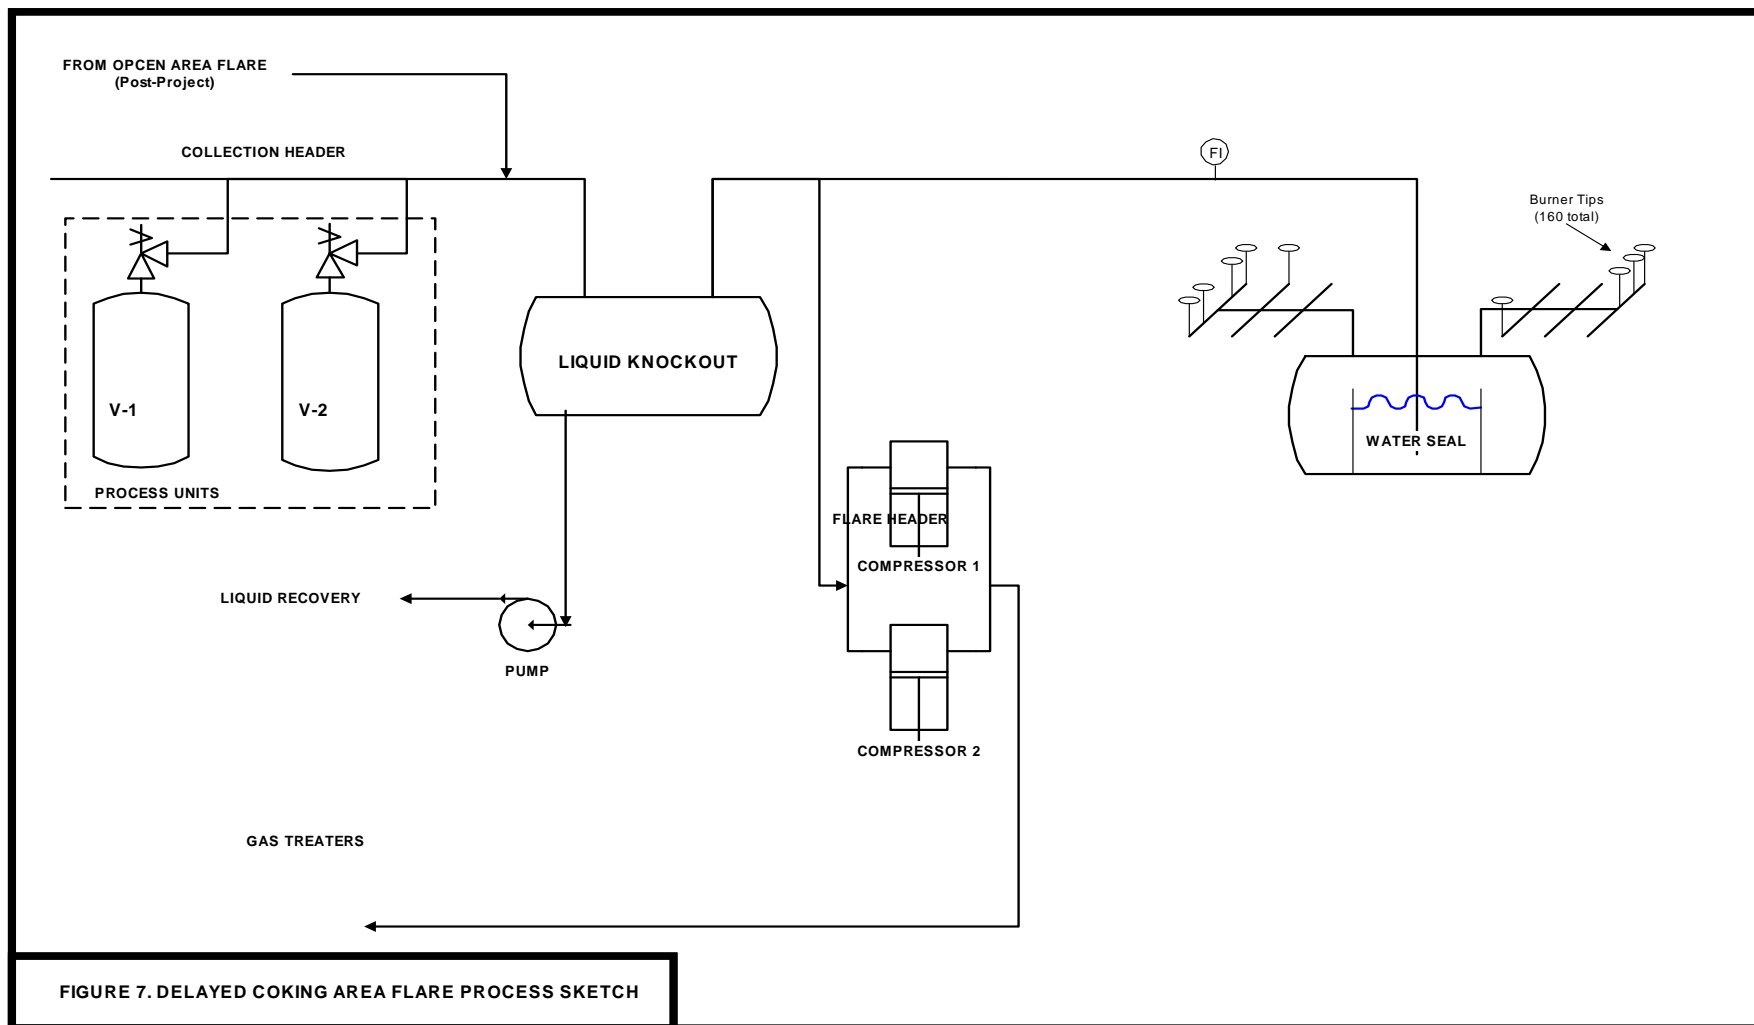 FROM OPCEN AREA FLARE
(Post-Project)
COLLECTION HEADER
FI
Burner Tips
(160 total)
LIQUID KNOCKOUT
V-1
V-2
WATER SEAL
PROCESS UNITS
FLARE HEADER
COMPRESSOR 1
LIQUID RECOVERY
PUMP
COMPRESSOR 2
GAS TREATERS
FIGURE 7. DELAYED COKING AREA FLARE PROCESS SKETCH